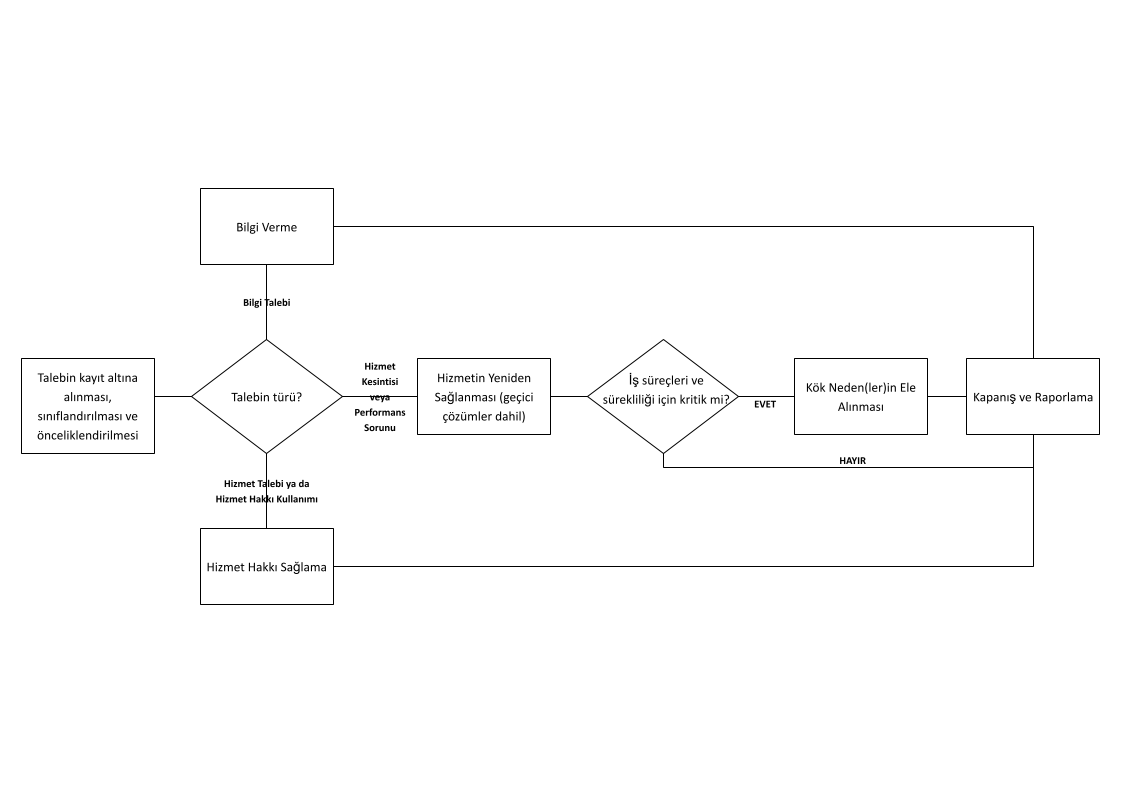 Bilgi Verme
Bilgi Talebi
Talebin kayıt altına
alınması,
sınıflandırılması ve
önceliklendirilmesi
Talebin türü?
Hizmet
Kesintisi
veya
Performans
Sorunu
Hizmetin Yeniden
Sağlanması (geçici
çözümler dahil)
İş süreçleri ve
sürekliliği için kritik mi?
EVET
Kök Neden(ler)in Ele
Alınması
Kapanış ve Raporlama
HAYIR
Hizmet Talebi ya da
Hizmet Hakkı Kullanımı
Hizmet Hakkı Sağlama